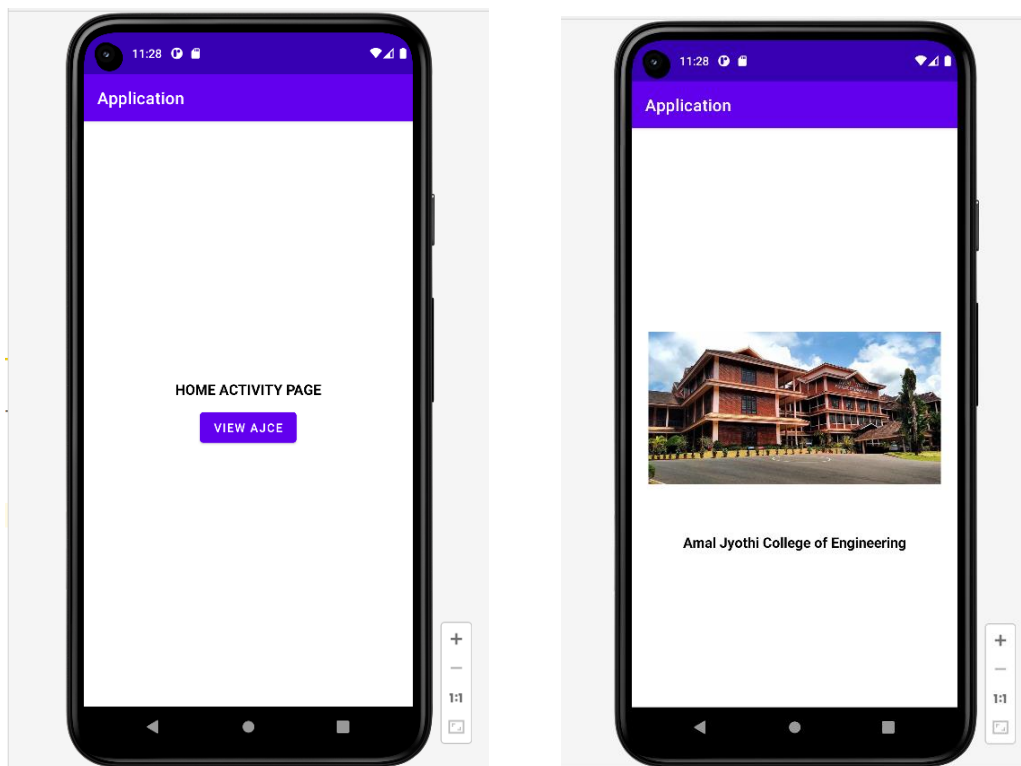 11:28
Application
HOME ACTIVITY PAGE
VIEW AJCE
1:1
11:28
Application
Amal Jyothi College of Engineering
1:1